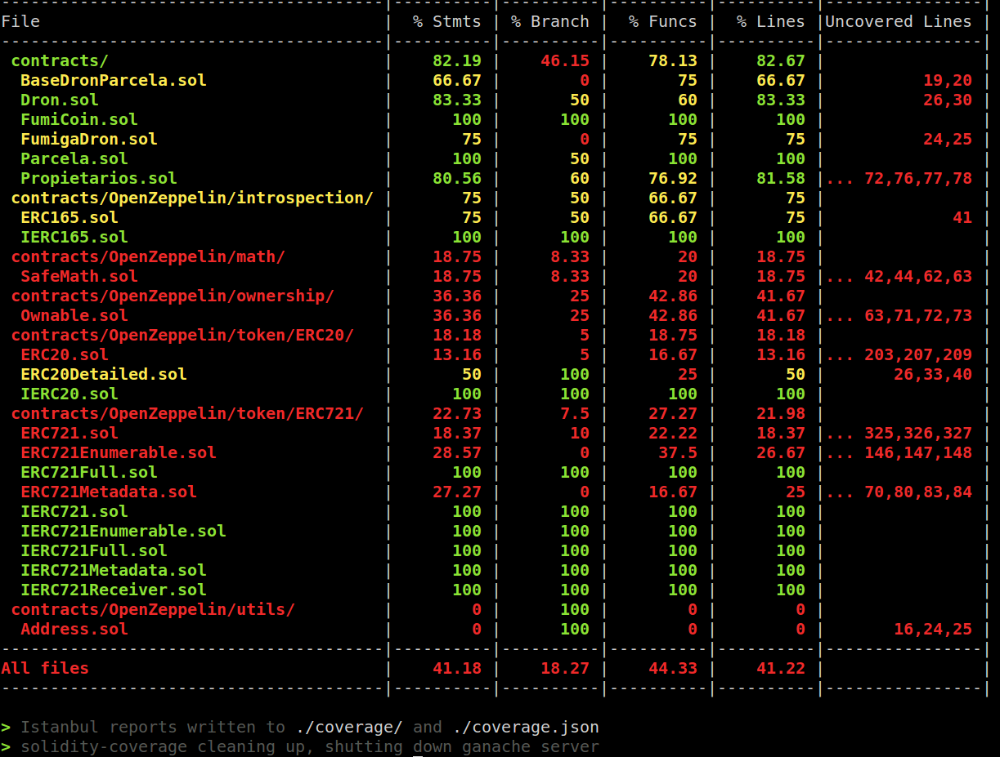 ---------------------------------------|----------|----------|----------|----------|----------------|
File                                   |  % Stmts | % Branch |  % Funcs |  % Lines |Uncovered Lines |
---------------------------------------|----------|----------|----------|----------|----------------|
 contracts/                            |    82.19 |    46.15 |    78.13 |    82.67 |                |
  BaseDronParcela.sol                  |    66.67 |        0 |       75 |    66.67 |          19,20 |
  Dron.sol                             |    83.33 |       50 |       60 |    83.33 |          26,30 |
  FumiCoin.sol                         |      100 |      100 |      100 |      100 |                |
  FumigaDron.sol                       |       75 |        0 |       75 |       75 |          24,25 |
  Parcela.sol                          |      100 |       50 |      100 |      100 |                |
  Propietarios.sol                     |    80.56 |       60 |    76.92 |    81.58 |... 72,76,77,78 |
 contracts/OpenZeppelin/introspection/ |       75 |       50 |    66.67 |       75 |                |
  ERC165.sol                           |       75 |       50 |    66.67 |       75 |             41 |
  IERC165.sol                          |      100 |      100 |      100 |      100 |                |
 contracts/OpenZeppelin/math/          |    18.75 |     8.33 |       20 |    18.75 |                |
  SafeMath.sol                         |    18.75 |     8.33 |       20 |    18.75 |... 42,44,62,63 |
 contracts/OpenZeppelin/ownership/     |    36.36 |       25 |    42.86 |    41.67 |                |
  Ownable.sol                          |    36.36 |       25 |    42.86 |    41.67 |... 63,71,72,73 |
 contracts/OpenZeppelin/token/ERC20/   |    18.18 |        5 |    18.75 |    18.18 |                |
  ERC20.sol                            |    13.16 |        5 |    16.67 |    13.16 |... 203,207,209 |
  ERC20Detailed.sol                    |       50 |      100 |       25 |       50 |       26,33,40 |
  IERC20.sol                           |      100 |      100 |      100 |      100 |                |
 contracts/OpenZeppelin/token/ERC721/  |    22.73 |      7.5 |    27.27 |    21.98 |                |
  ERC721.sol                           |    18.37 |       10 |    22.22 |    18.37 |... 325,326,327 |
  ERC721Enumerable.sol                 |    28.57 |        0 |     37.5 |    26.67 |... 146,147,148 |
  ERC721Full.sol                       |      100 |      100 |      100 |      100 |                |
  ERC721Metadata.sol                   |    27.27 |        0 |    16.67 |       25 |... 70,80,83,84 |
  IERC721.sol                          |      100 |      100 |      100 |      100 |                |
  IERC721Enumerable.sol                |      100 |      100 |      100 |      100 |                |
  IERC721Full.sol                      |      100 |      100 |      100 |      100 |                |
  IERC721Metadata.sol                  |      100 |      100 |      100 |      100 |                |
  IERC721Receiver.sol                  |      100 |      100 |      100 |      100 |                |
 contracts/OpenZeppelin/utils/         |        0 |      100 |        0 |        0 |                |
  Address.sol                          |        0 |      100 |        0 |        0 |       16,24,25 |
---------------------------------------|----------|----------|----------|----------|----------------|
All files                              |    41.18 |    18.27 |    44.33 |    41.22 |                |
---------------------------------------|----------|----------|----------|----------|----------------|
> Istanbul reports written to ./coverage/ and ./coverage.json
> solidity-coverage cleaning up, shutting down ganache server